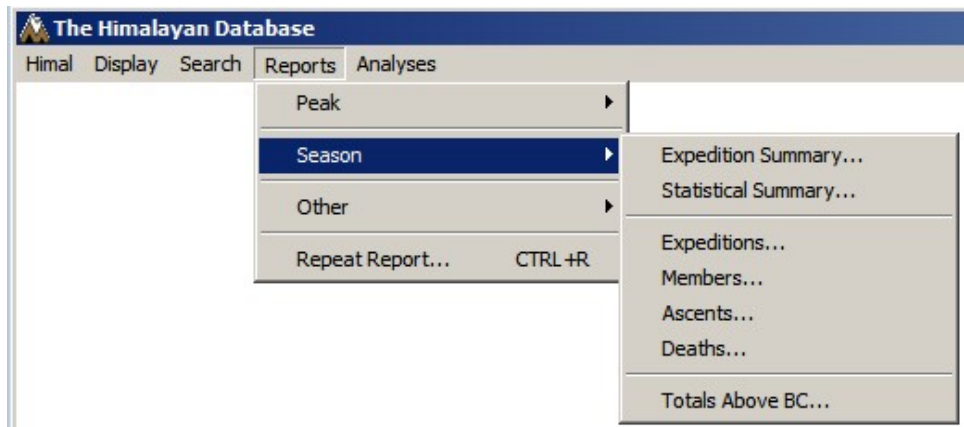 The Himalayan Database
Himal Display Search Reports Analyses
Peak
Season
Other
Repeat Report... CTRL+R
Expedition Summary...
Statistical Summary...
Expeditions...
Members...
Ascents...
Deaths...
Totals Above BC...